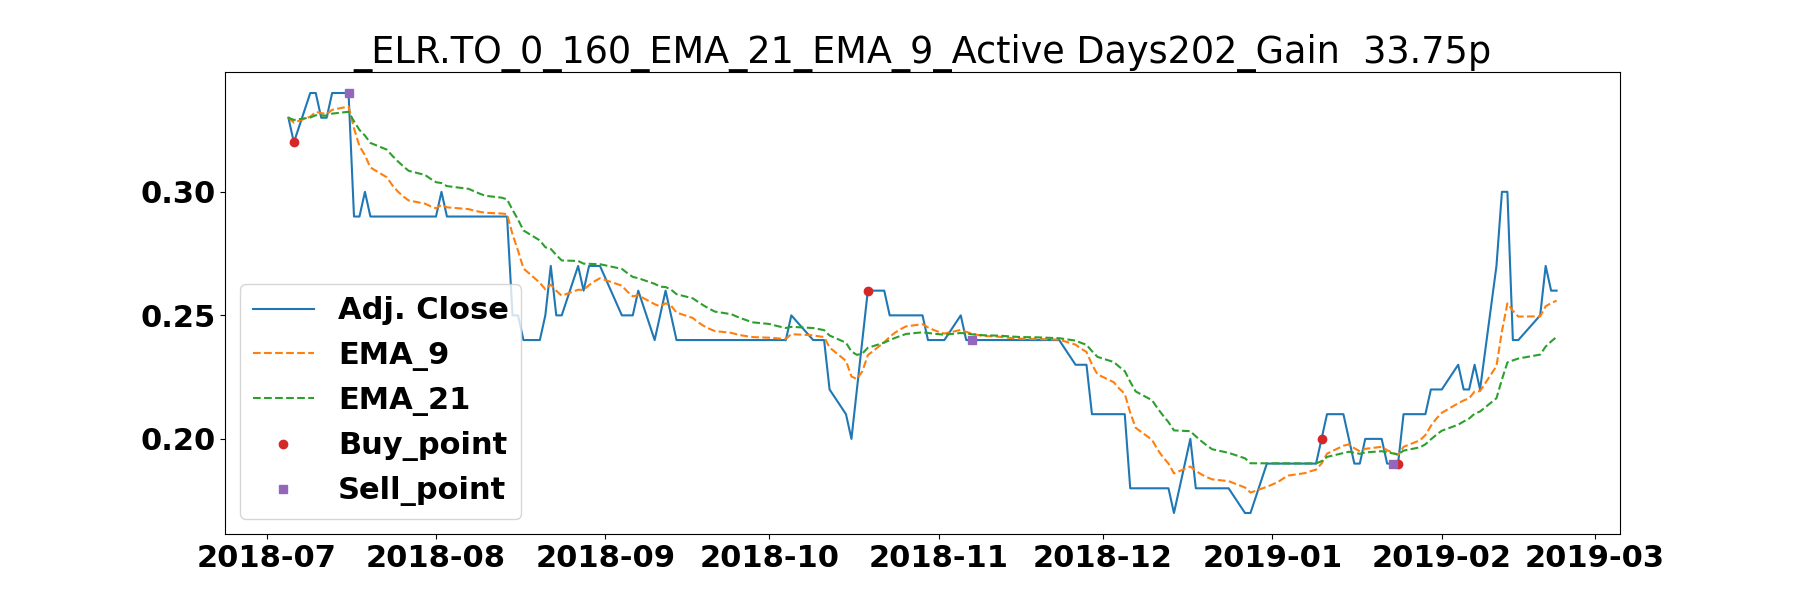 _ELR.TO_0_160_EMA_21_EMA_9_Active Days202_Gain  33.75p
0.30
0.25
0.20
Adj. Close
EMA_9
EMA_21
Buy_point
Sell_point
2018-07 2018-08 2018-09 2018-10 2018-11 2018-12 2019-01 2019-02 2019-03